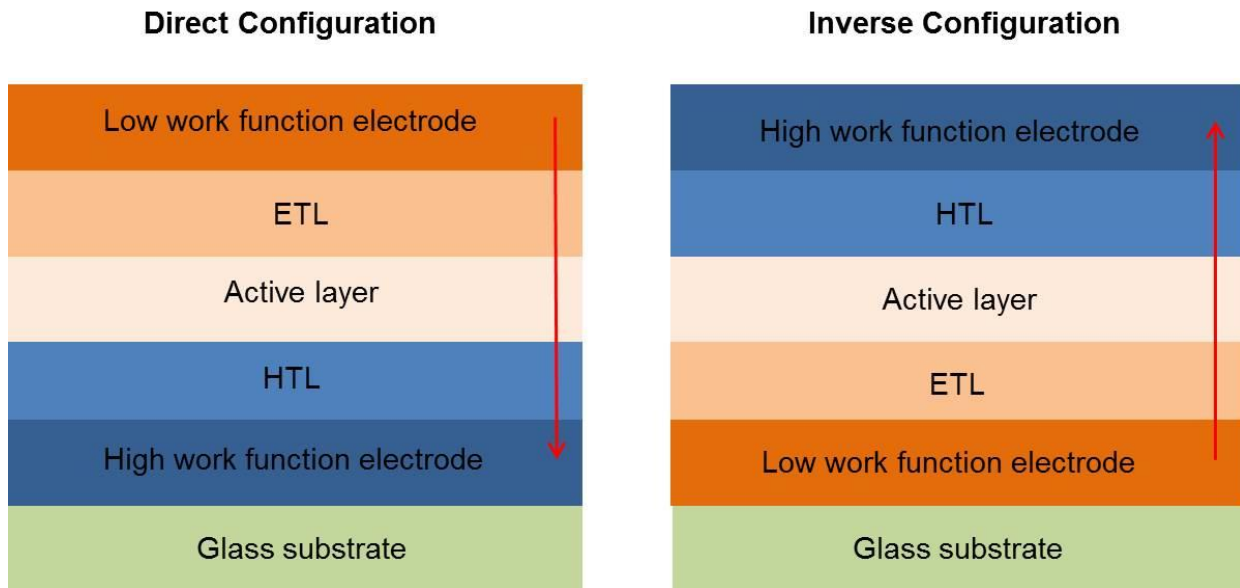 Direct Configuration
Low work function electrode
ETL
Active layer
HTL
High work function electrode
Glass substrate
Inverse Configuration
High work function electrode
HTL
Active layer
ETL
Low work function electrode
Glass substrate